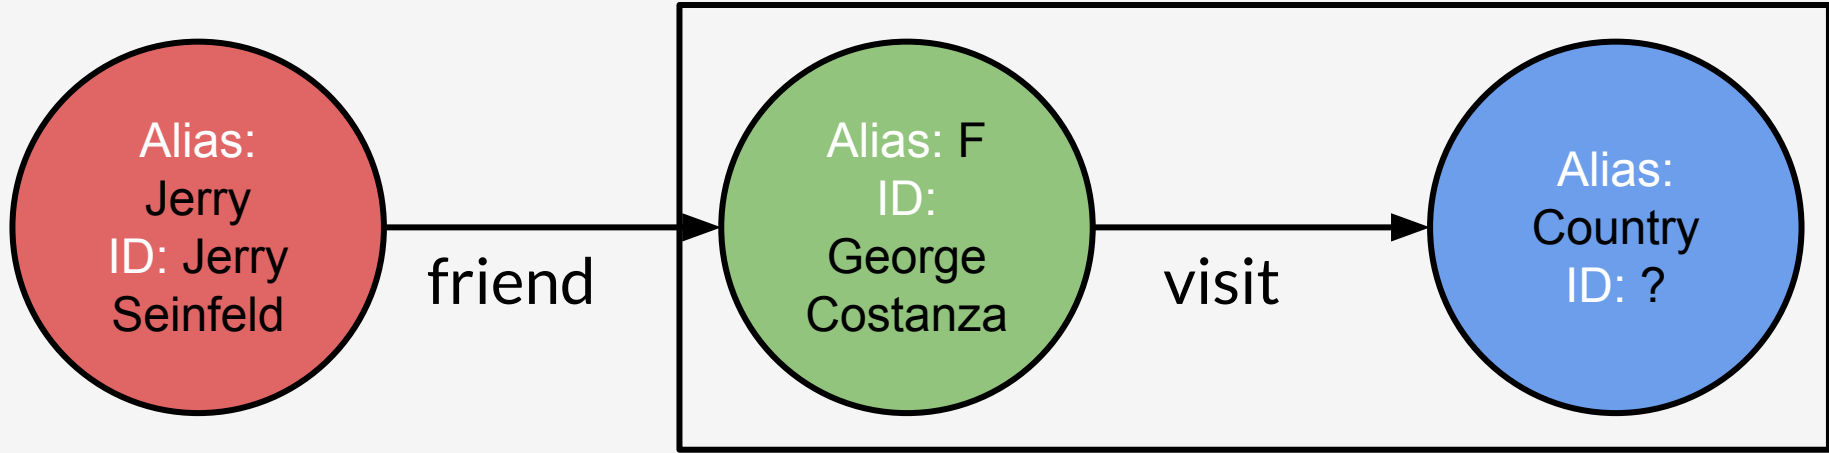 Alias:
Jerry
ID: Jerry
Seinfeld
friend
Alias: F
ID:
George
Costanza
visit
Alias:
Country
ID: ?